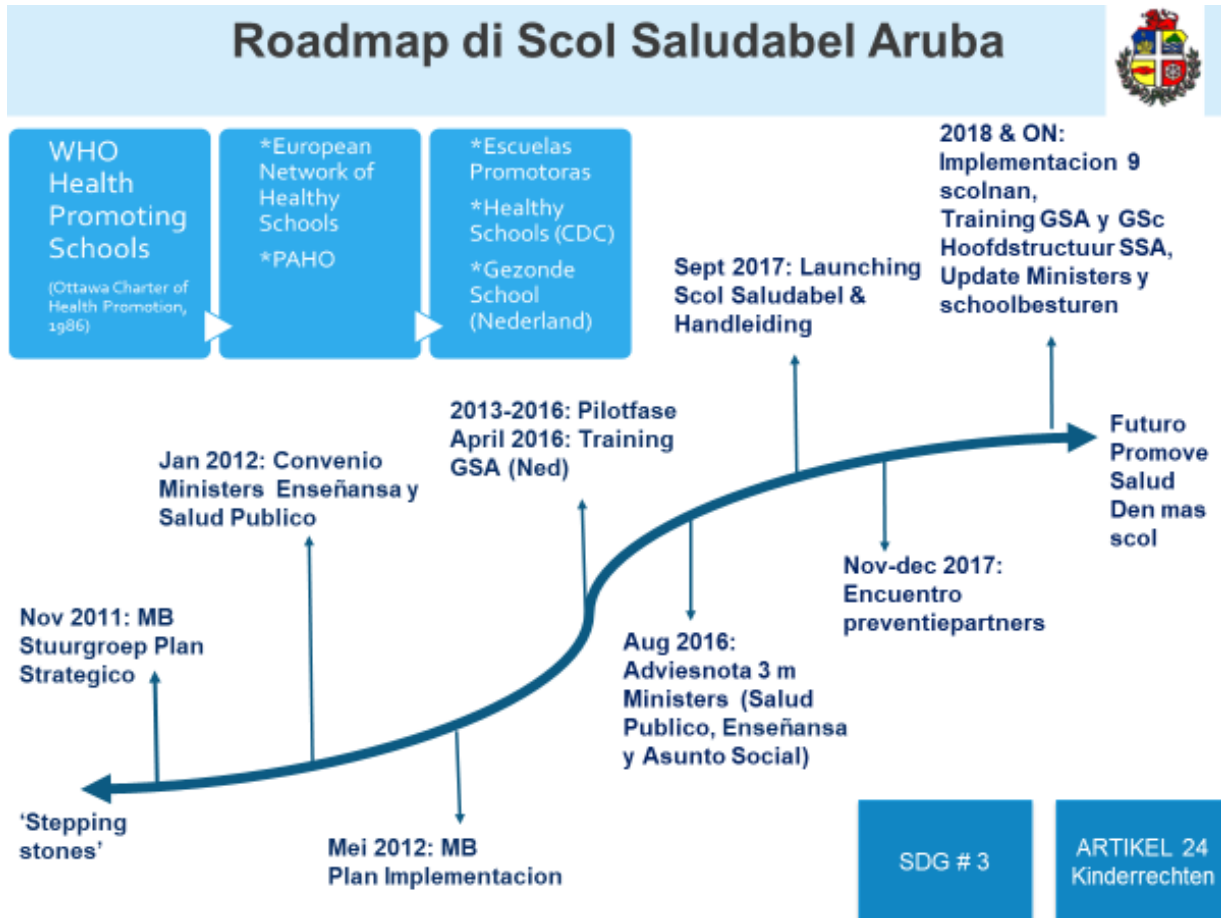 Roadmap di Scol Saludabel Aruba
WHO
Health
Promoting
Schools
(Ottawa Charter of
Health Promotion,
1986)
*European
Network of
Healthy
Schools
*PAHO
*Escuelas
Promotoras
*Healthy
Schools (CDC)
*Gezonde
School
(Nederland)
2018 & ON:
Implementacion 9
scolnan,
Training GSA y GSc
Hoofdstructuur SSA,
Update Ministers y
schoolbesturen
Sept 2017: Launching
Scol Saludabel &
Handleiding
2013-2016: Pilotfase
April 2016: Training
GSA (Ned)
Jan 2012: Convenio
Ministers Enseñansa y
Salud Publico
Nov 2011: MB
Stuurgroep Plan
Strategico
Futuro
Promove
Salud
Den mas
scol
Nov-dec 2017:
Encuentro
preventiepartners
Aug 2016:
Adviesnota 3 m
Ministers (Salud
Publico, Enseñansa
y Asunto Social)
'Stepping
stones'
Mei 2012: MB
Plan Implementacion
SDG # 3
ARTIKEL 24
Kinderrechten